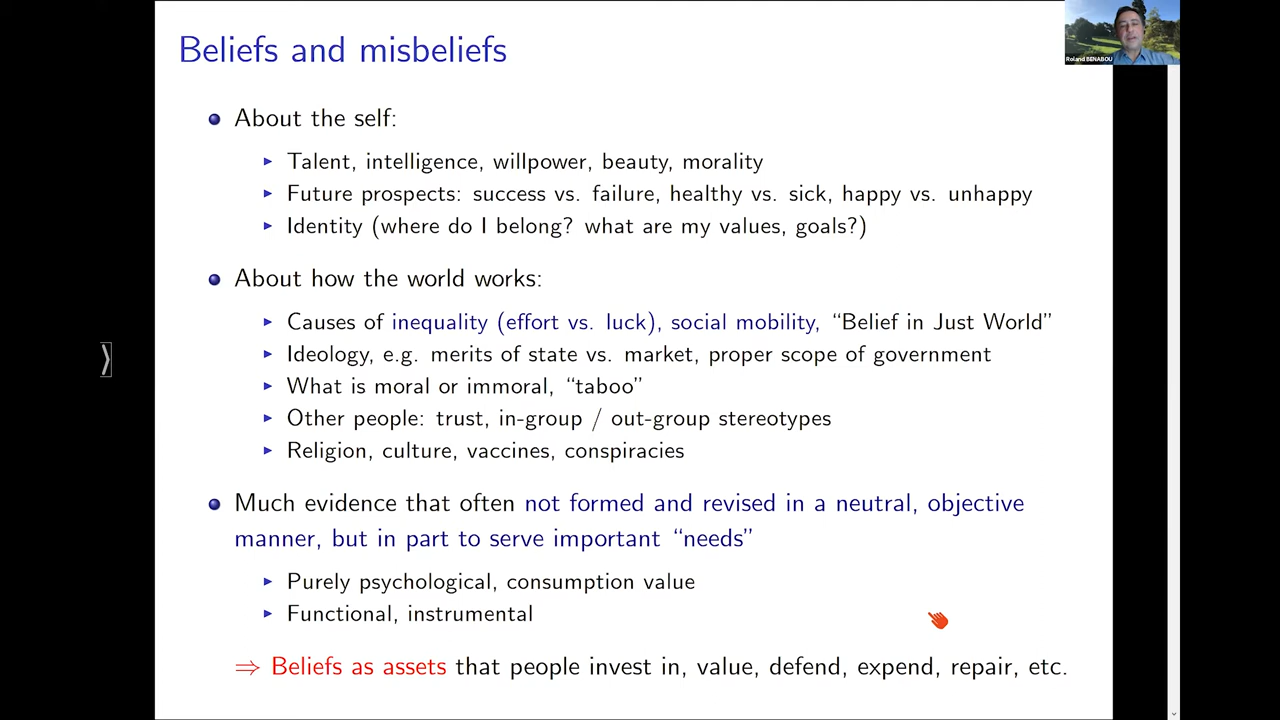 Beliefs and misbeliefs
Roland BENABOU
About the self:
Talent, intelligence, willpower, beauty, morality
Future prospects: success vs. failure, healthy vs. sick, happy vs. unhappy
Identity (where do I belong? what are my values, goals?)
About how the world works:
Causes of inequality (effort vs. luck), social mobility, “Belief in Just World”
Ideology, e.g. merits of state vs. market, proper scope of government
What is moral or immoral, “taboo”
Other people: trust, in-group / out-group stereotypes
Religion, culture, vaccines, conspiracies
Much evidence that often not formed and revised in a neutral, objective
manner, but in part to serve important “needs”
Purely psychological, consumption value
Functional, instrumental
⇒ Beliefs as assets that people invest in, value, defend, expend, repair, etc.